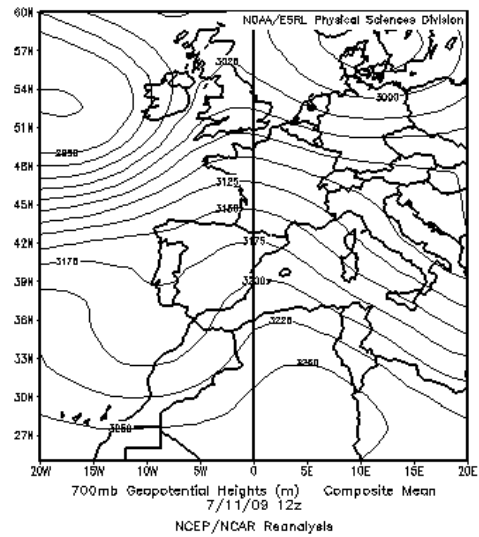 NOAA/ESRL Physical Sciences Division
60N
57N
54N
51N
48N
45N
42N
39N
36N
33N
30N
27N
3025
3000
2950
3125
3150
3175
3175
3200
3225
3250
3250
20W 15W 10W 5W 0 5E 10E 15E 20E
700mb Geopotential Heights (m) Composite Mean
7/11/09 12z
NCEP/NCAR Reanalysis